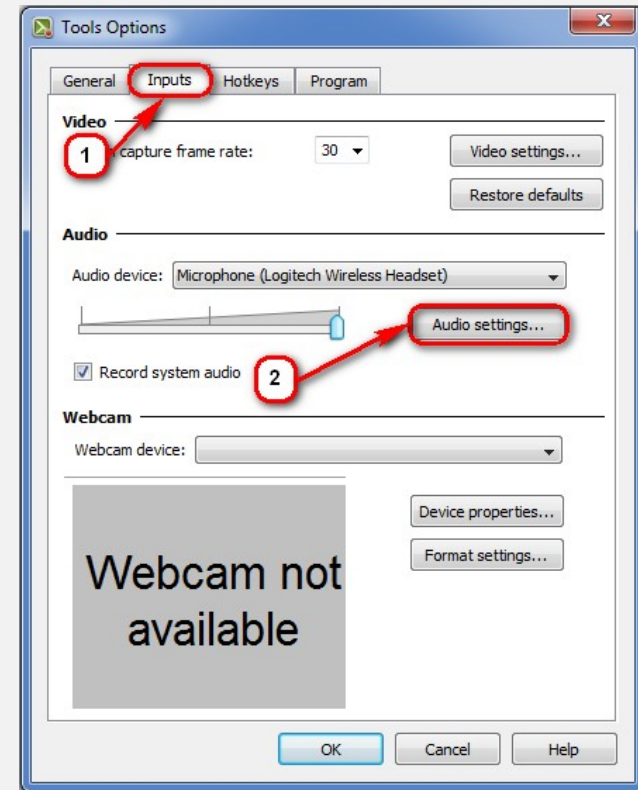 Tools Options
General Inputs Hotkeys Program
Video
1
capture frame rate: 30 Video settings...
Restore defaults
Audio
Audio device: Microphone (Logitech Wireless Headset)
Audio settings...
Record system audio 2
Webcam
Webcam device:
Webcam not
available
Device properties...
Format settings...
OK Cancel Help